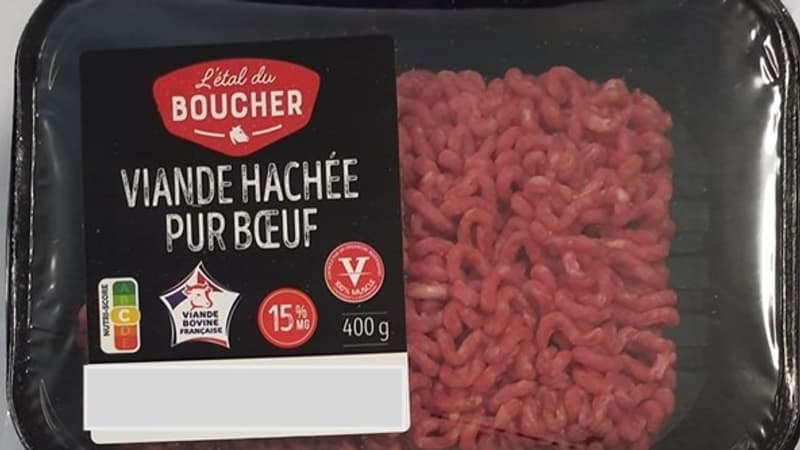 L'étal du
BOUCHER
VIANDE HACHÉE
PUR BŒUF
NUTRI-SCORE
A
B
C
D
E
VIANDE
BOVINE
FRANÇAISE
15%
MG
V
100% MUSCLE
400 g